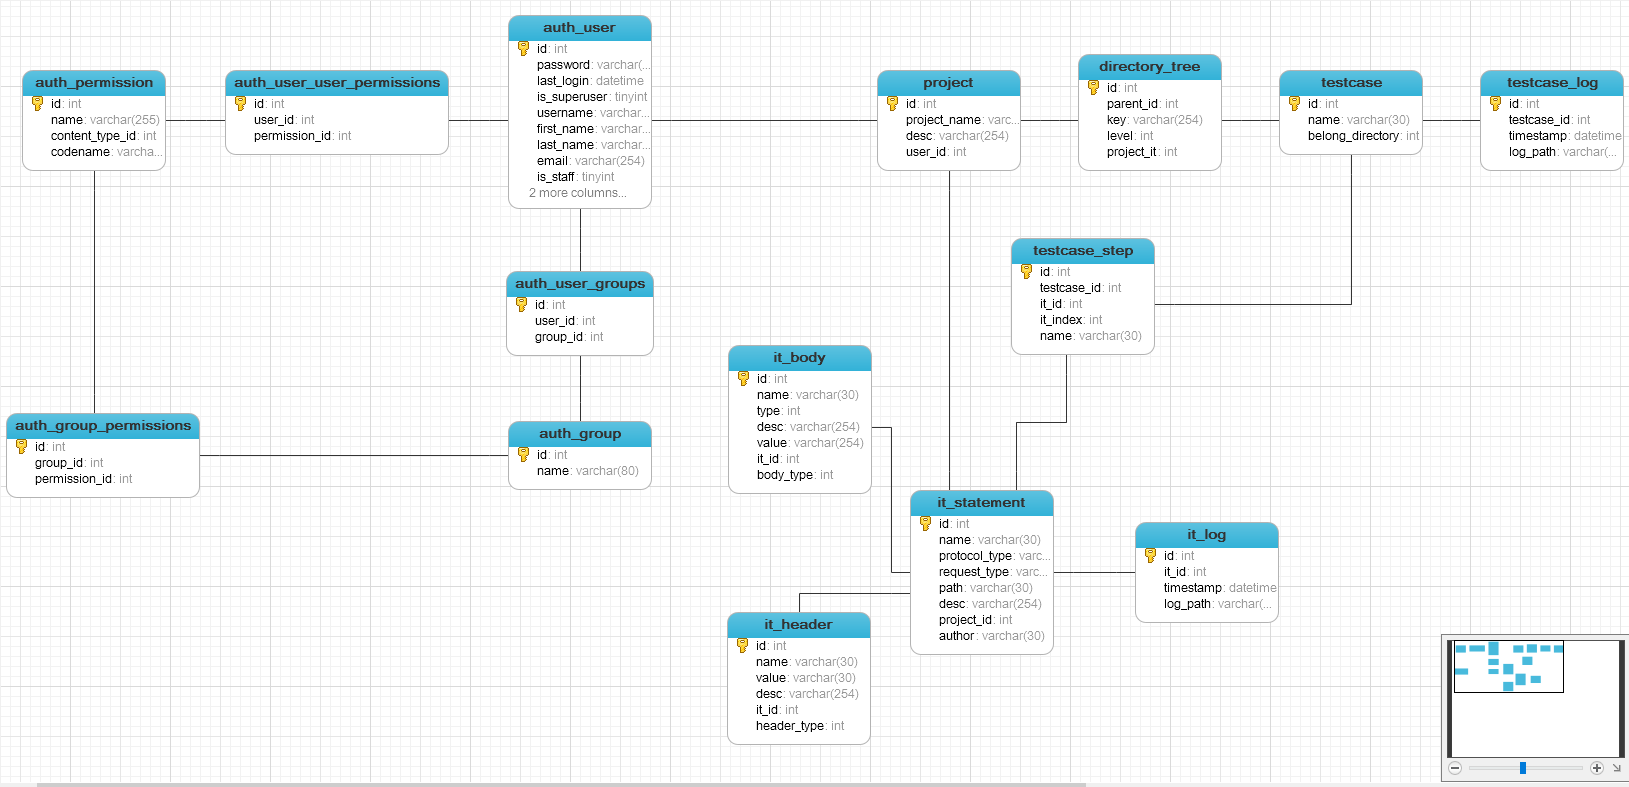 auth_user
id: int
password: varchar(...
last_login: datetime
is_superuser: tinyint
username: varchar...
first_name: varchar...
last_name: varchar...
email: varchar(254)
is_staff: tinyint
2 more columns...
auth_permission
id: int
name: varchar(255)
content_type_id: int
codename: varcha...
auth_user_user_permissions
id: int
user_id: int
permission_id: int
project
id: int
project_name: varc...
desc: varchar(254)
user_id: int
directory_tree
id: int
parent_id: int
key: varchar(254)
level: int
project_it: int
testcase
id: int
name: varchar(30)
belong_directory: int
testcase_log
id: int
testcase_id: int
timestamp: datetime
log_path: varchar(...
testcase_step
id: int
testcase_id: int
it_id: int
it_index: int
name: varchar(30)
auth_user_groups
id: int
user_id: int
group_id: int
it_body
id: int
name: varchar(30)
type: int
desc: varchar(254)
value: varchar(254)
it_id: int
body_type: int
auth_group_permissions
id: int
group_id: int
permission_id: int
auth_group
id: int
name: varchar(80)
it_statement
id: int
name: varchar(30)
protocol_type: varc...
request_type: varc...
path: varchar(30)
desc: varchar(254)
project_id: int
author: varchar(30)
it_log
id: int
it_id: int
timestamp: datetime
log_path: varchar(...
it_header
id: int
name: varchar(30)
value: varchar(30)
desc: varchar(254)
it_id: int
header_type: int